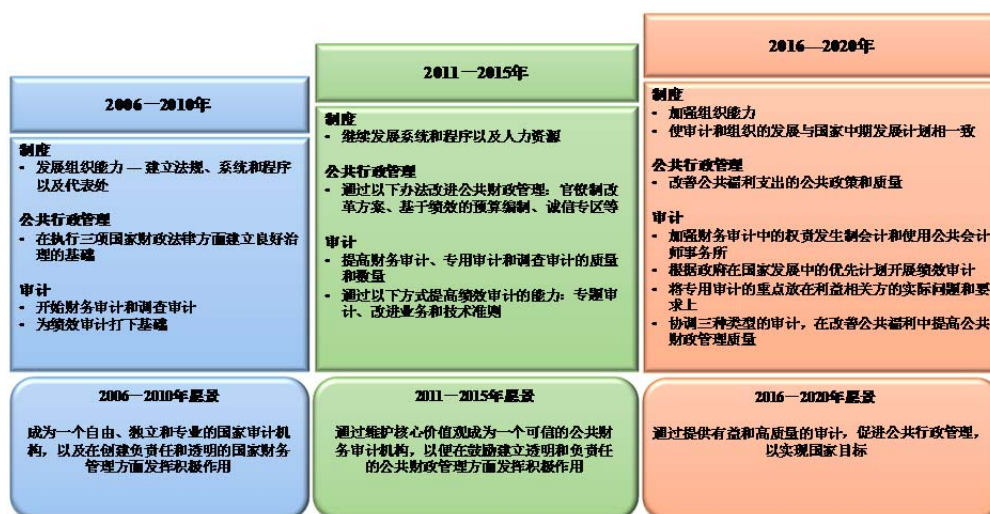 2006—2010年
制度
• 发展组织能力 — 建立法规、系统和程序
以及代表处
公共行政管理
• 在执行三项国家财政法律方面建立良好治
理的基础
审计
• 开始财务审计和调查审计
• 为绩效审计打下基础
2006—2010年愿景
成为一个自由、独立和专业的国家审计机
构，以及在创建负责任和透明的国家财务
管理方面发挥积极作用
2011—2015年
制度
• 继续发展系统和程序以及人力资源
公共行政管理
• 通过以下办法改进公共财政管理：官僚制改
革方案、基于绩效的预算编制、诚信专区等
审计
• 提高财务审计、专用审计和调查审计的质量
和数量
• 通过以下方式提高绩效审计的能力：专题审
计、改进业务和技术准则
2011—2015年愿景
通过维护核心价值观成为一个可信的公共财
务审计机构，以便在鼓励建立透明和负责任
的公共财政管理方面发挥积极作用
2016—2020年
制度
• 加强组织能力
• 使审计和组织的发展与国家中期发展计划相一致
公共行政管理
• 改善公共福利支出的公共政策和质量
审计
• 加强财务审计中的权责发生制会计和使用公共会计
师事务所
• 根据政府在国家发展中的优先计划开展绩效审计
• 将专用审计的重点放在利益相关方的实际问题和要
求上
• 协调三种类型的审计，在改善公共福利中提高公共
财政管理质量
2016—2020年愿景
通过提供有益和高质量的审计，促进公共行政管理，
以实现国家目标